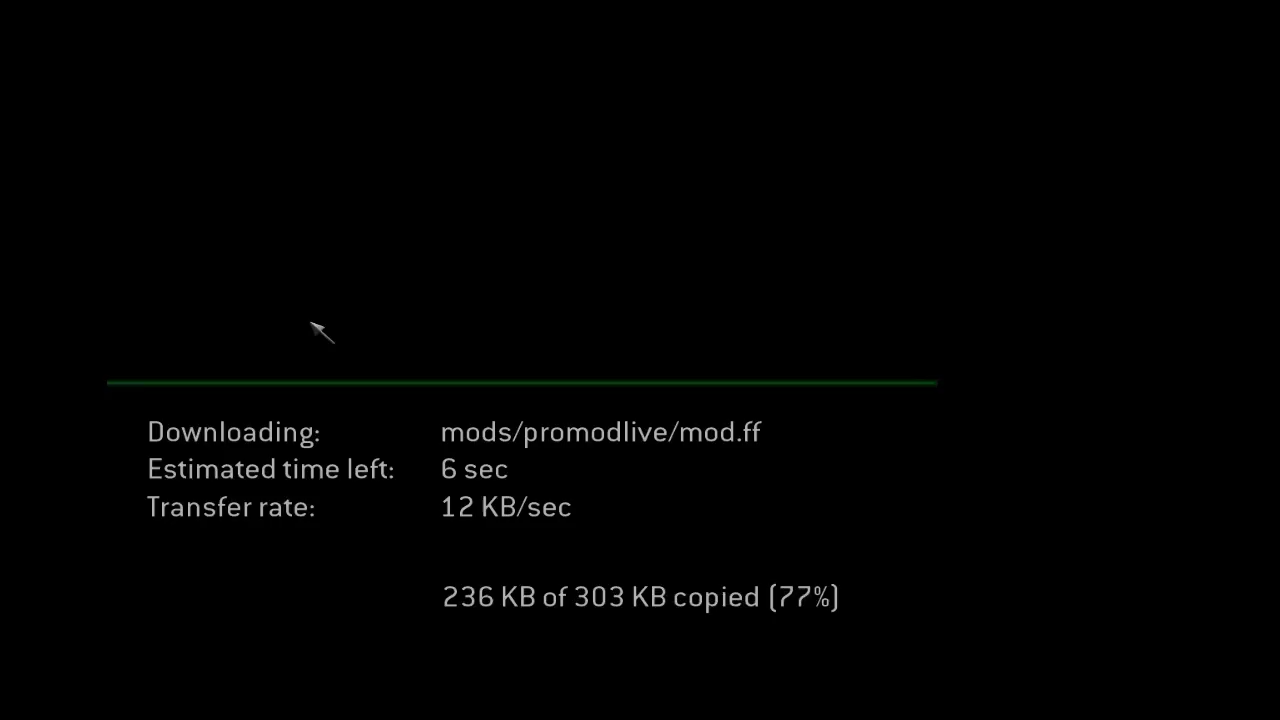 Downloading: mods/promodlive/mod.ff
Estimated time left: 6 sec
Transfer rate: 12 KB/sec
236 KB of 303 KB copied (77%)